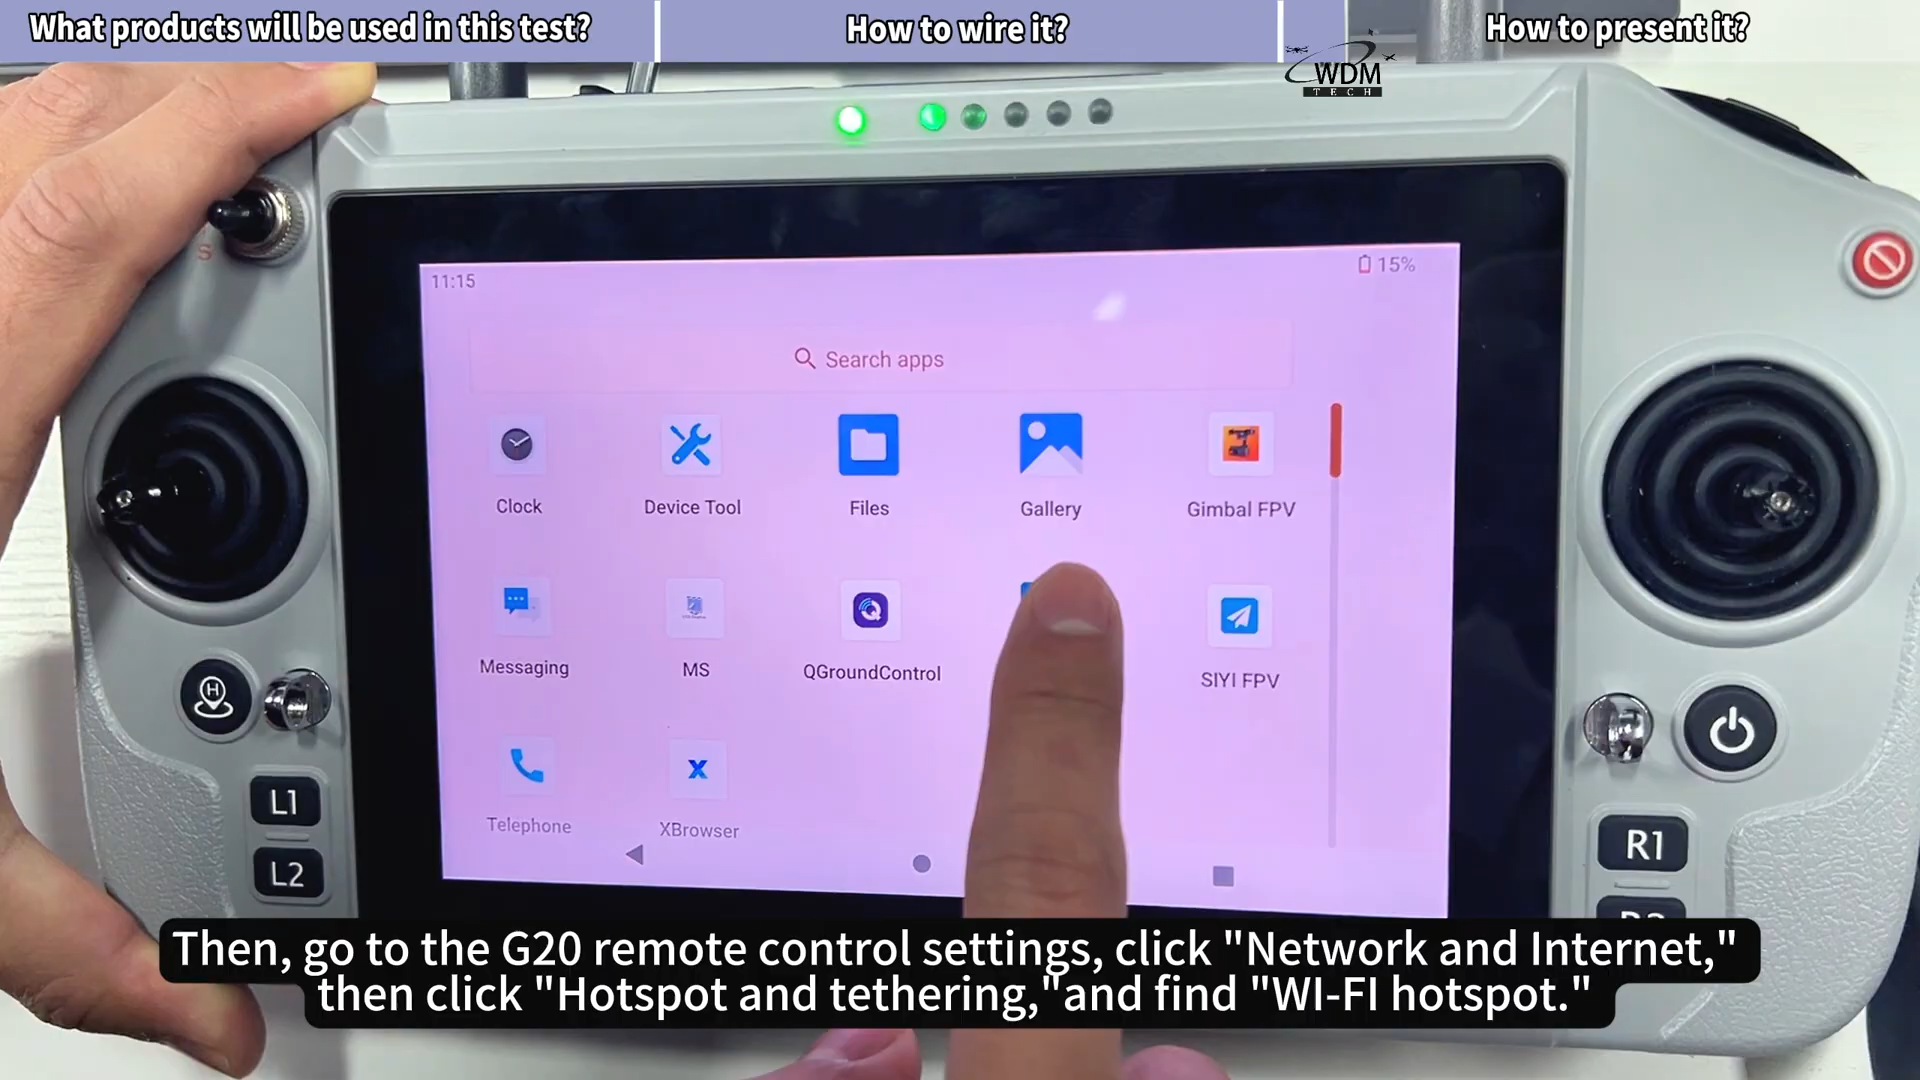 What products will be used in this test?
How to wire it?
How to present it?
WDM
TECH
S
11:15
15%
Search apps
Clock
Device Tool
Files
Gallery
Gimbal FPV
Messaging
MS
QGroundControl
SIYI FPV
Telephone
XBrowser
H
L1
L2
R1
Then, go to the G20 remote control settings, click "Network and Internet,"
then click "Hotspot and tethering,"and find "WI-FI hotspot."